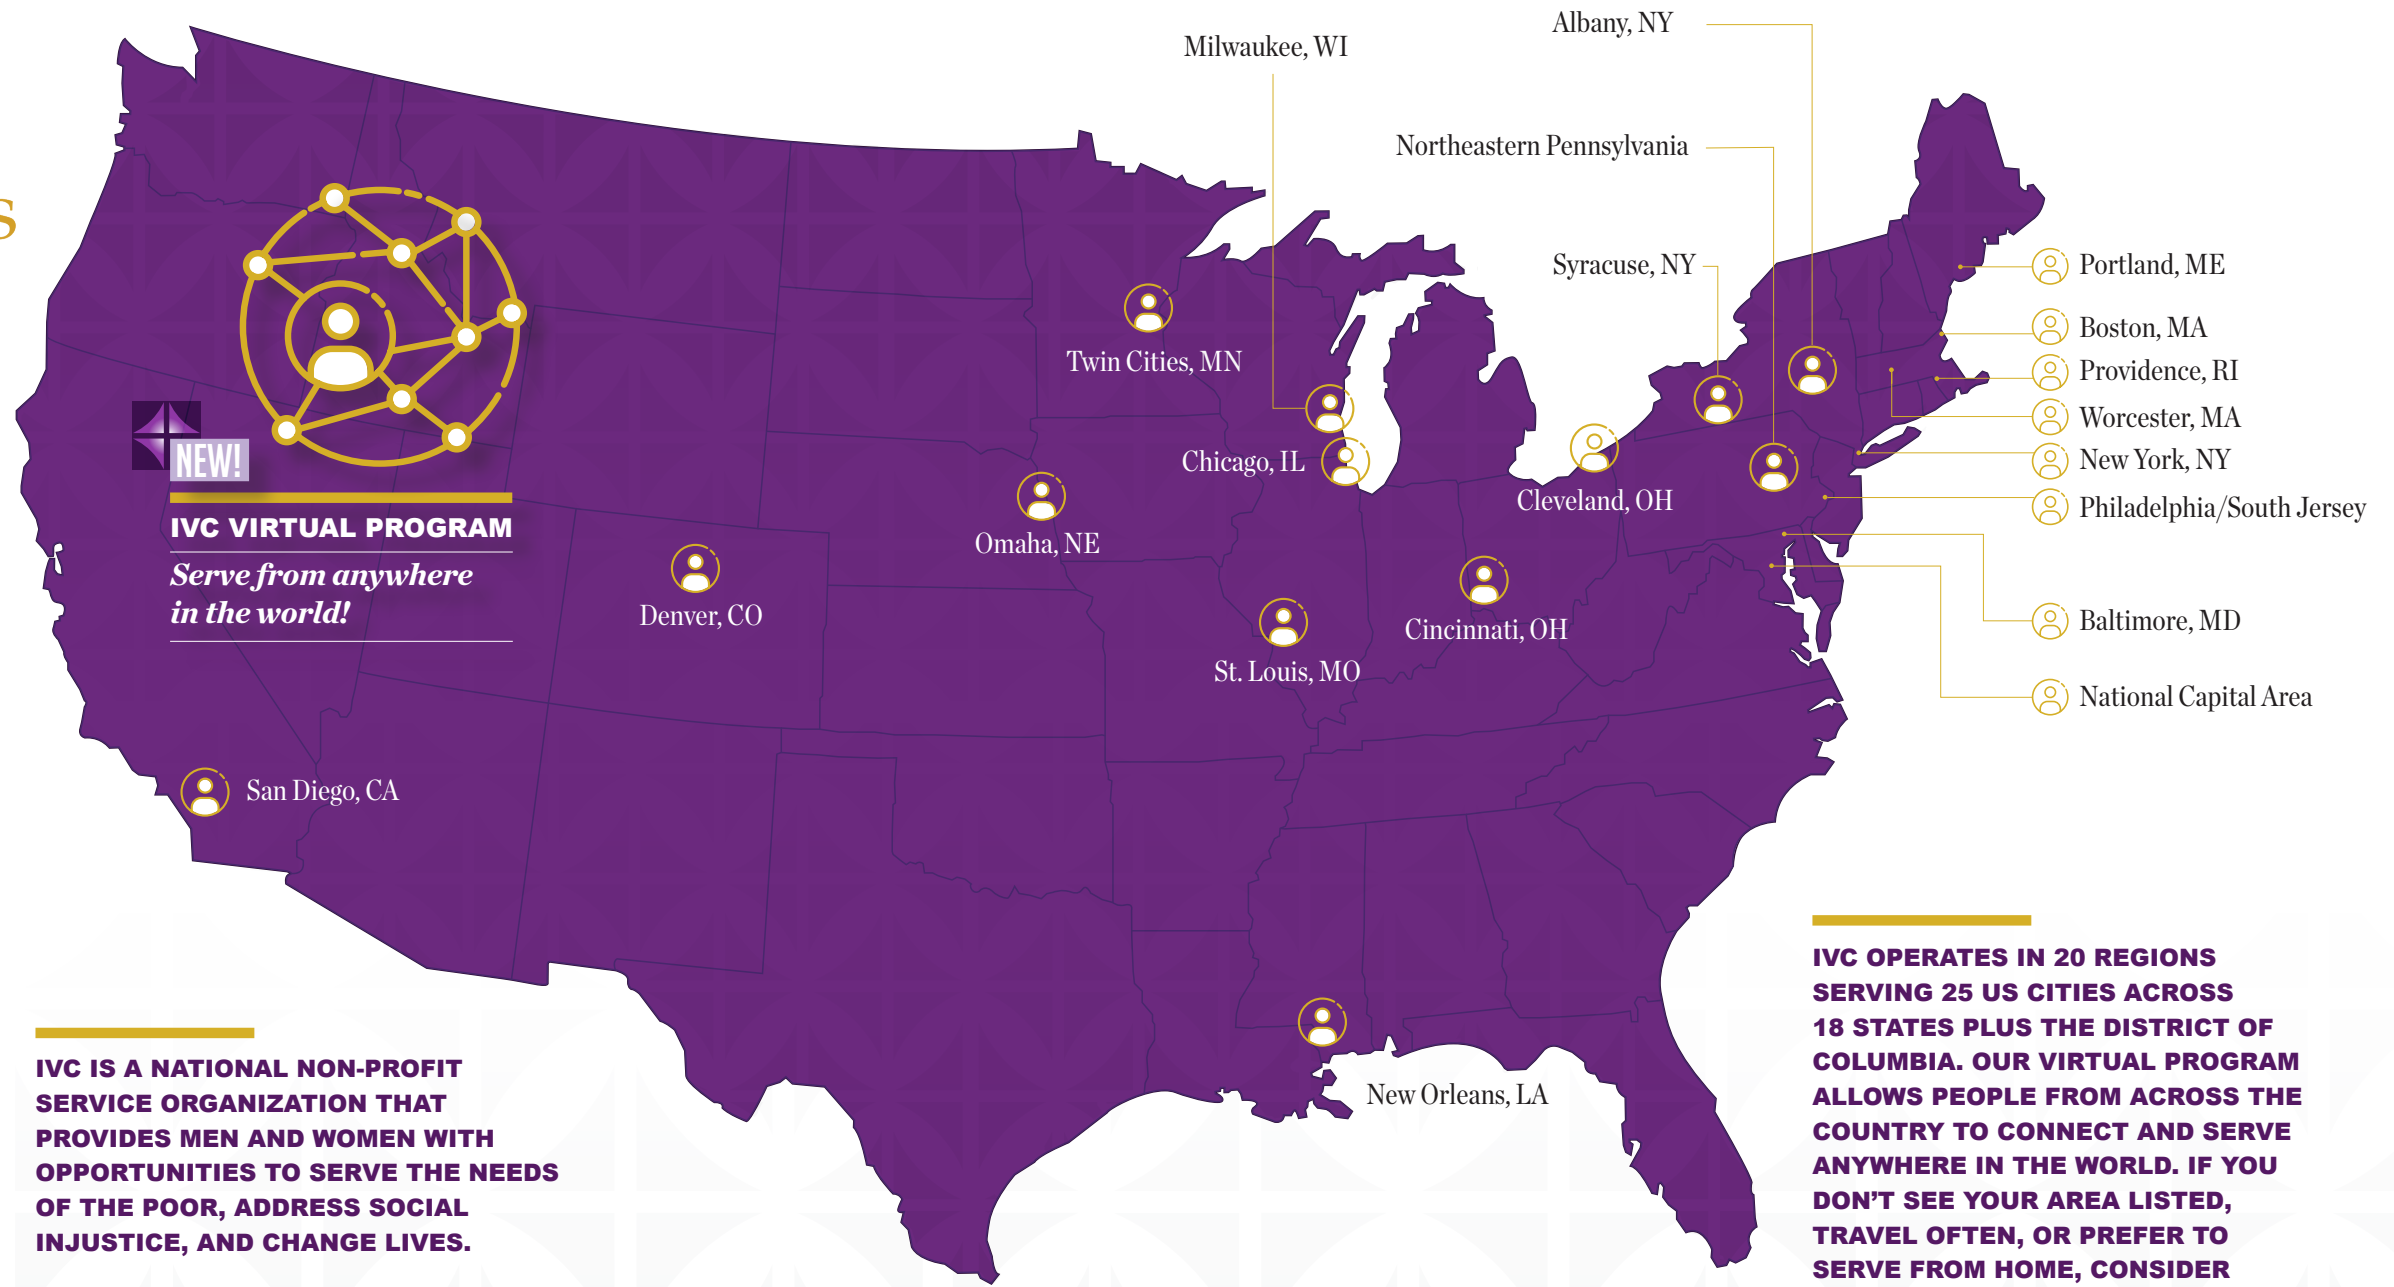 s
Milwaukee, WI
Albany, NY
Northeastern Pennsylvania
Syracuse, NY
Portland, ME
Boston, MA
Providence, RI
Worcester, MA
New York, NY
Philadelphia/South Jersey
Baltimore, MD
National Capital Area
Twin Cities, MN
Chicago, IL
Cleveland, OH
Omaha, NE
Denver, CO
Cincinnati, OH
St. Louis, MO
San Diego, CA
New Orleans, LA
NEW!
IVC VIRTUAL PROGRAM
Serve from anywhere
in the world!
IVC IS A NATIONAL NON-PROFIT
SERVICE ORGANIZATION THAT
PROVIDES MEN AND WOMEN WITH
OPPORTUNITIES TO SERVE THE NEEDS
OF THE POOR, ADDRESS SOCIAL
INJUSTICE, AND CHANGE LIVES.
IVC OPERATES IN 20 REGIONS
SERVING 25 US CITIES ACROSS
18 STATES PLUS THE DISTRICT OF
COLUMBIA. OUR VIRTUAL PROGRAM
ALLOWS PEOPLE FROM ACROSS THE
COUNTRY TO CONNECT AND SERVE
ANYWHERE IN THE WORLD. IF YOU
DON’T SEE YOUR AREA LISTED,
TRAVEL OFTEN, OR PREFER TO
SERVE FROM HOME, CONSIDER